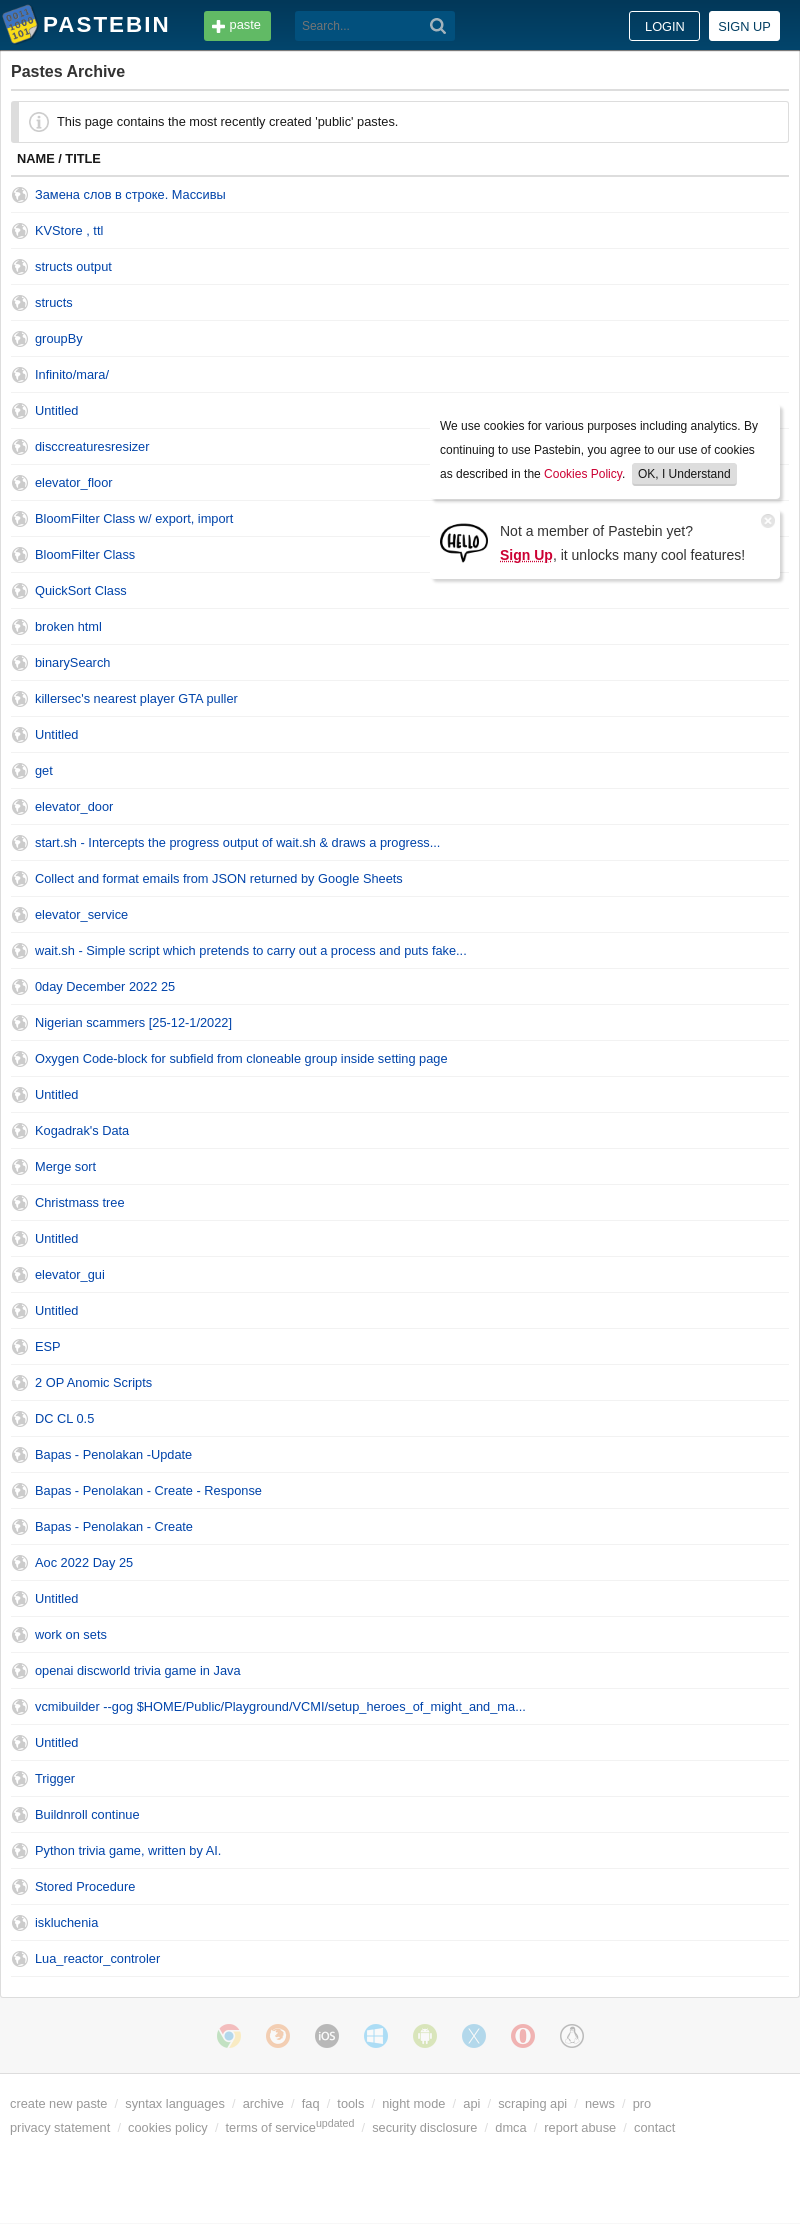 PASTEBIN paste Search... LOGIN SIGN UP
Pastes Archive
This page contains the most recently created 'public' pastes.
NAME / TITLE
Замена слов в строке. Массивы
KVStore , ttl
structs output
structs
groupBy
Infinito/mara/
Untitled
disccreaturesresizer
elevator_floor
BloomFilter Class w/ export, import
BloomFilter Class
QuickSort Class
We use cookies for various purposes including analytics. By
continuing to use Pastebin, you agree to our use of cookies
as described in the Cookies Policy. OK, I Understand
HELLO
Not a member of Pastebin yet?
Sign Up, it unlocks many cool features!
broken html
binarySearch
killersec's nearest player GTA puller
Untitled
get
elevator_door
start.sh - Intercepts the progress output of wait.sh & draws a progress...
Collect and format emails from JSON returned by Google Sheets
elevator_service
wait.sh - Simple script which pretends to carry out a process and puts fake...
0day December 2022 25
Nigerian scammers [25-12-1/2022]
Oxygen Code-block for subfield from cloneable group inside setting page
Untitled
Kogadrak's Data
Merge sort
Christmass tree
Untitled
elevator_gui
Untitled
ESP
2 OP Anomic Scripts
DC CL 0.5
Bapas - Penolakan -Update
Bapas - Penolakan - Create - Response
Bapas - Penolakan - Create
Aoc 2022 Day 25
Untitled
work on sets
openai discworld trivia game in Java
vcmibuilder --gog $HOME/Public/Playground/VCMI/setup_heroes_of_might_and_ma...
Untitled
Trigger
Buildnroll continue
Python trivia game, written by AI.
Stored Procedure
iskluchenia
Lua_reactor_controler
iOS
create new paste / syntax languages / archive / faq / tools / night mode / api / scraping api / news / pro
privacy statement / cookies policy / terms of service updated / security disclosure / dmca / report abuse / contact